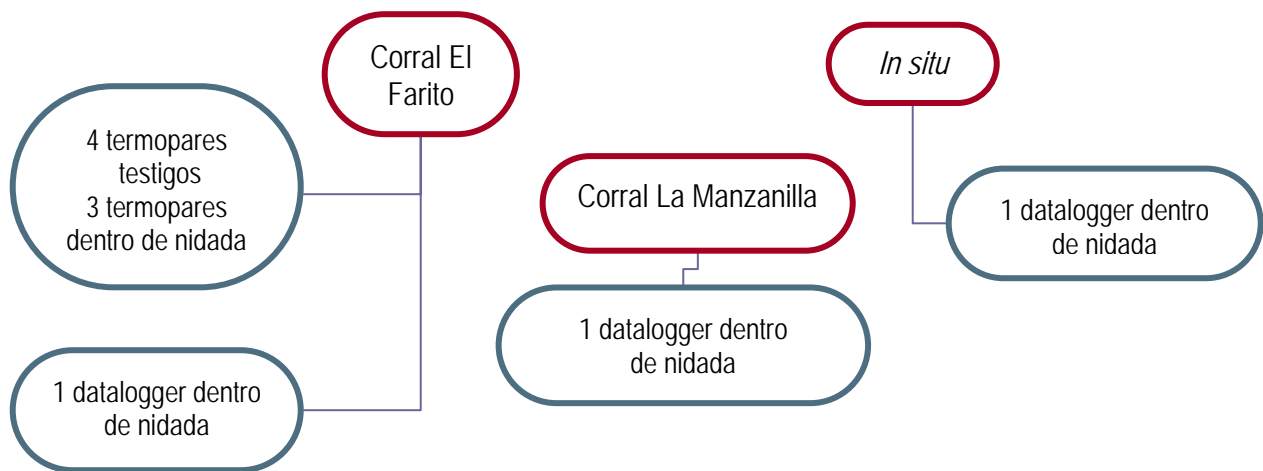 Corral El
Farito
4 termopares
testigos
3 termopares
dentro de nidada
1 datalogger dentro
de nidada
Corral La Manzanilla
1 datalogger dentro
de nidada
In situ
1 datalogger dentro
de nidada